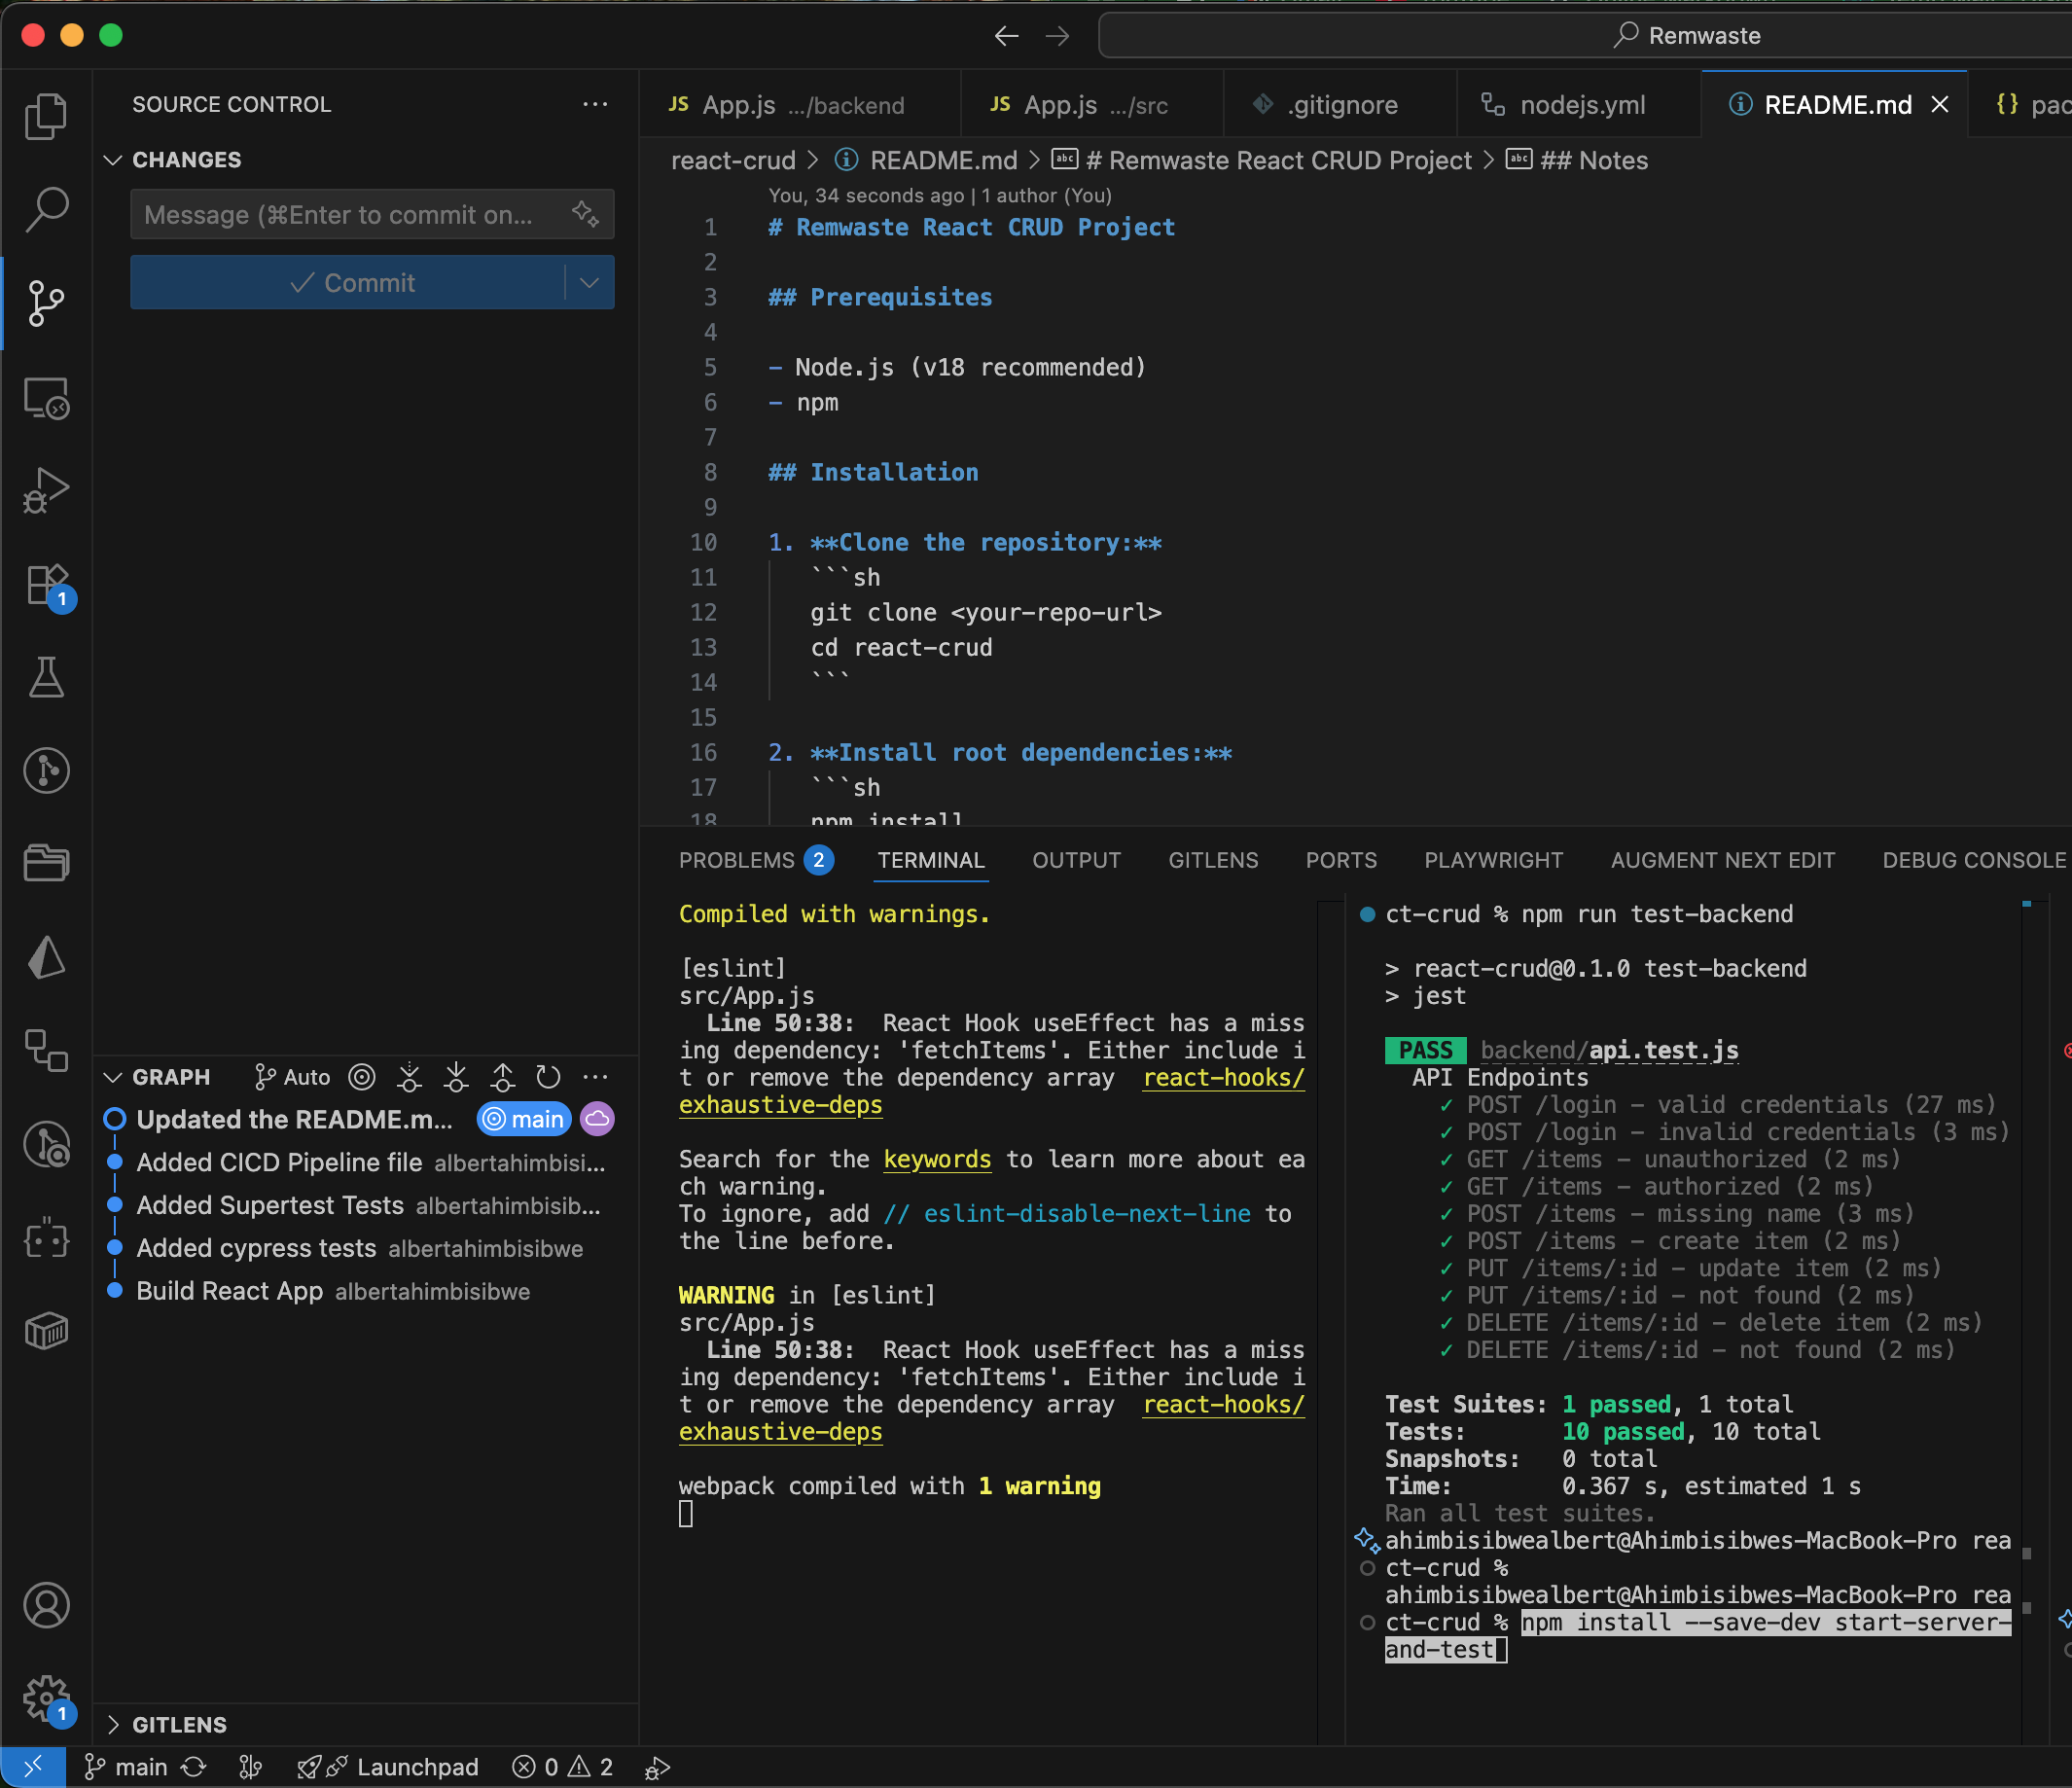 Remwaste
SOURCE CONTROL
CHANGES
Message (⌘Enter to commit on...
Commit
JS App.js .../backend
JS App.js .../src
.gitignore
nodejs.yml
README.md
{} pac
react-crud > README.md > # Remwaste React CRUD Project > ## Notes
You, 34 seconds ago | 1 author (You)
1 # Remwaste React CRUD Project
2
3 ## Prerequisites
4
5 - Node.js (v18 recommended)
6 - npm
7
8 ## Installation
9
10 1. **Clone the repository:**
11 ```sh
12 git clone <your-repo-url>
13 cd react-crud
14 ```
15
16 2. **Install root dependencies:**
17 ```sh
18 npm install
PROBLEMS 2 TERMINAL OUTPUT GITLENS PORTS PLAYWRIGHT AUGMENT NEXT EDIT DEBUG CONSOLE
Compiled with warnings.
[eslint]
src/App.js
Line 50:38: React Hook useEffect has a miss
ing dependency: 'fetchItems'. Either include i
t or remove the dependency array react-hooks/
exhaustive-deps
Search for the keywords to learn more about ea
ch warning.
To ignore, add // eslint-disable-next-line to
the line before.
WARNING in [eslint]
src/App.js
Line 50:38: React Hook useEffect has a miss
ing dependency: 'fetchItems'. Either include i
t or remove the dependency array react-hooks/
exhaustive-deps
webpack compiled with 1 warning
ct-crud % npm run test-backend
> react-crud@0.1.0 test-backend
> jest
PASS backend/api.test.js
API Endpoints
✓ POST /login - valid credentials (27 ms)
✓ POST /login - invalid credentials (3 ms)
✓ GET /items - unauthorized (2 ms)
✓ GET /items - authorized (2 ms)
✓ POST /items - missing name (3 ms)
✓ POST /items - create item (2 ms)
✓ PUT /items/:id - update item (2 ms)
✓ PUT /items/:id - not found (2 ms)
✓ DELETE /items/:id - delete item (2 ms)
✓ DELETE /items/:id - not found (2 ms)
Test Suites: 1 passed, 1 total
Tests: 10 passed, 10 total
Snapshots: 0 total
Time: 0.367 s, estimated 1 s
Ran all test suites.
ahimbisibwealbert@Ahimbisibwes-MacBook-Pro rea
ct-crud %
ahimbisibwealbert@Ahimbisibwes-MacBook-Pro rea
ct-crud % npm install --save-dev start-server-
and-test
GRAPH Auto
Updated the README.m... main
Added CICD Pipeline file albertahimbisi...
Added Supertest Tests albertahimbisib...
Added cypress tests albertahimbisibwe
Build React App albertahimbisibwe
1
1
GITLENS
main Launchpad 0 2